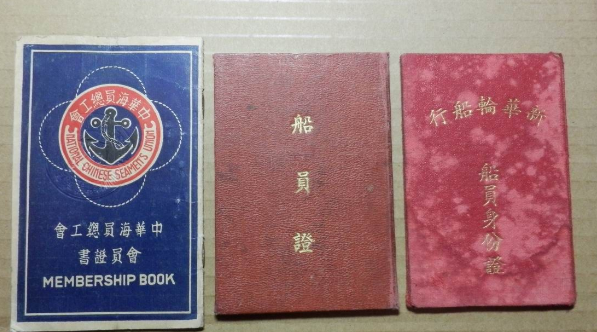 中華海員總工會
NATIONAL CHINESE SEAMEN'S UNION
中華海員總工會
會員證書
MEMBERSHIP BOOK
船員證
新華輪船行
船員身份證